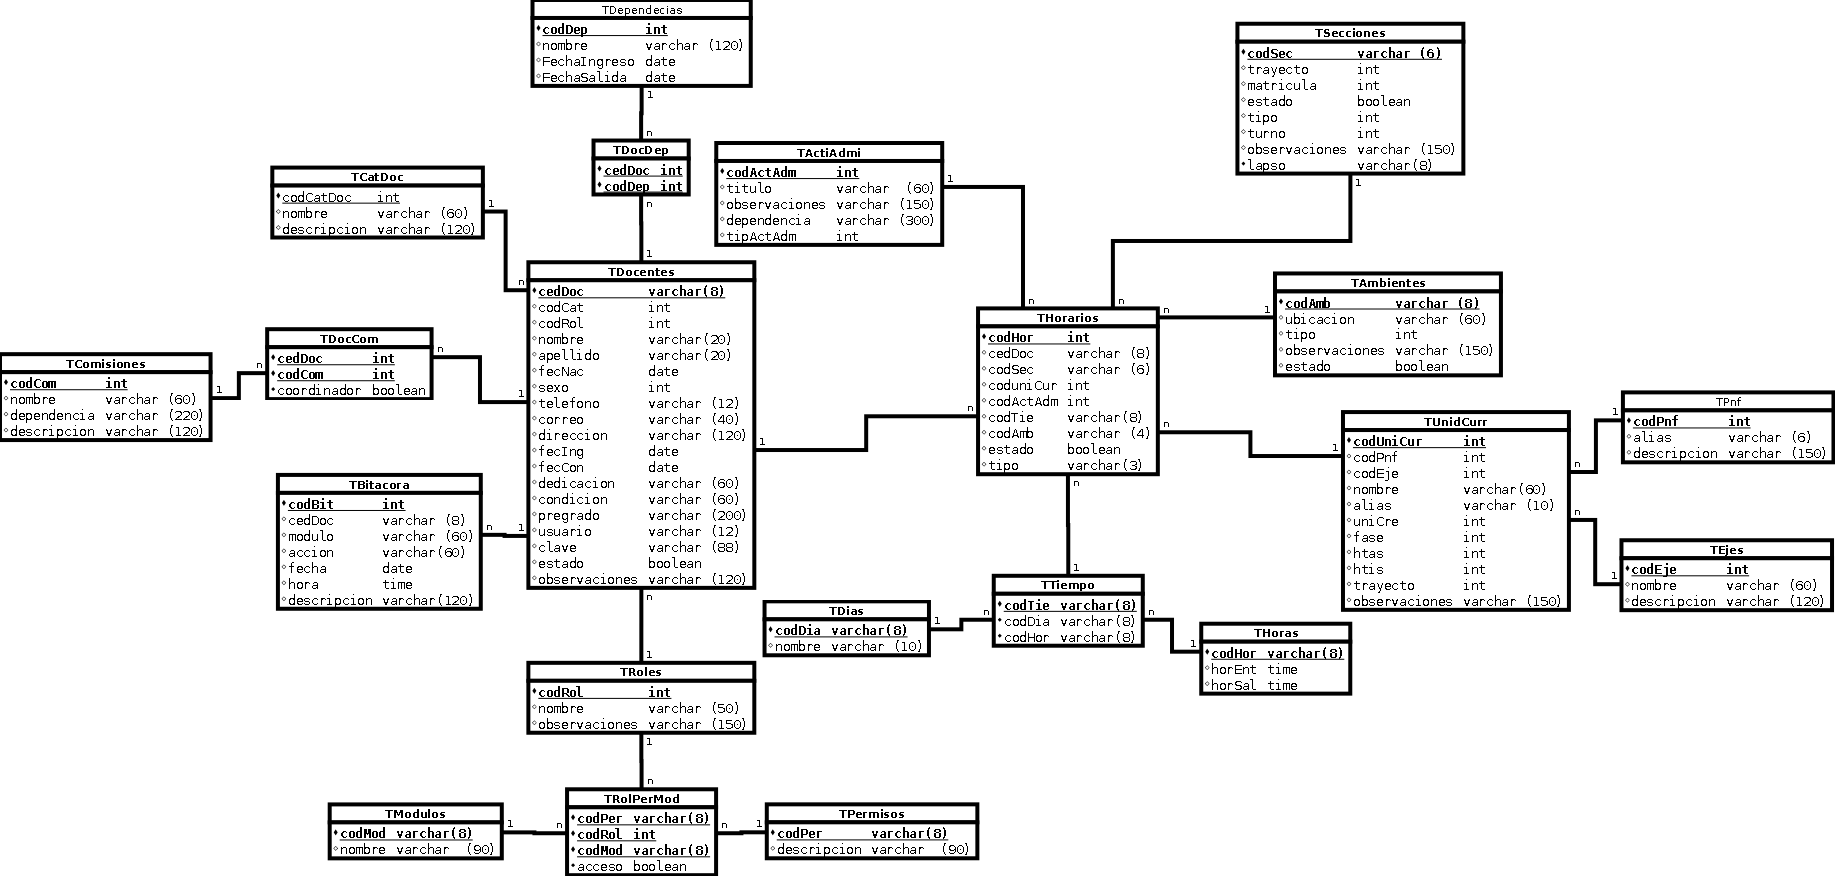 TDependecias
codDep int
nombre varchar (120)
FechaIngreso date
FechaSalida date
1
n
TDocDep
cedDoc int
codDep int
n
1
TCatDoc
codCatDoc int
nombre varchar (60)
descripcion varchar (120)
1
n
TActiAdmi
codActAdm int
titulo varchar (60)
observaciones varchar (150)
dependencia varchar (300)
tipActAdm int
1
n
TSecciones
codSec varchar (6)
trayecto int
matricula int
estado boolean
tipo int
turno int
observaciones varchar (150)
lapso varchar(8)
1
n
TDocentes
cedDoc varchar(8)
codCat int
codRol int
nombre varchar(20)
apellido varchar(20)
fecNac date
sexo int
telefono varchar (12)
correo varchar (40)
direccion varchar (120)
fecIng date
fecCon date
dedicacion varchar (60)
condicion varchar (60)
pregrado varchar (200)
usuario varchar (12)
clave varchar (88)
estado boolean
observaciones varchar (120)
TComisiones
codCom int
nombre varchar (60)
dependencia varchar (220)
descripcion varchar (120)
1
n
TDocCom
cedDoc int
codCom int
coordinador boolean
n
1
TBitacora
codBit int
cedDoc varchar (8)
modulo varchar (60)
accion varchar(60)
fecha date
hora time
descripcion varchar(120)
n
1
1
n
THorarios
codHor int
cedDoc varchar (8)
codSec varchar (6)
coduniCur int
codActAdm int
codTie varchar(8)
codAmb varchar (4)
estado boolean
tipo varchar(3)
n
1
TAmbientes
codAmb varchar (8)
ubicacion varchar (60)
tipo int
observaciones varchar (150)
estado boolean
n
1
TUnidCurr
codUniCur int
codPnf int
codEje int
nombre varchar(60)
alias varchar (10)
uniCre int
fase int
htas int
htis int
trayecto int
observaciones varchar (150)
n
1
TPnf
codPnf int
alias varchar (6)
descripcion varchar (150)
n
1
TEjes
codEje int
nombre varchar (60)
descripcion varchar (120)
n
1
TTiempo
codTie varchar(8)
codDia varchar(8)
codHor varchar(8)
TDias
codDia varchar(8)
nombre varchar (10)
1
n
n
1
THoras
codHor varchar(8)
horEnt time
horSal time
n
1
TRoles
codRol int
nombre varchar (50)
observaciones varchar (150)
1
n
TRolPerMod
codPer varchar(8)
codRol int
codMod varchar(8)
acceso boolean
TModulos
codMod varchar(8)
nombre varchar (90)
1
n
n
1
TPermisos
codPer varchar(8)
descripcion varchar (90)